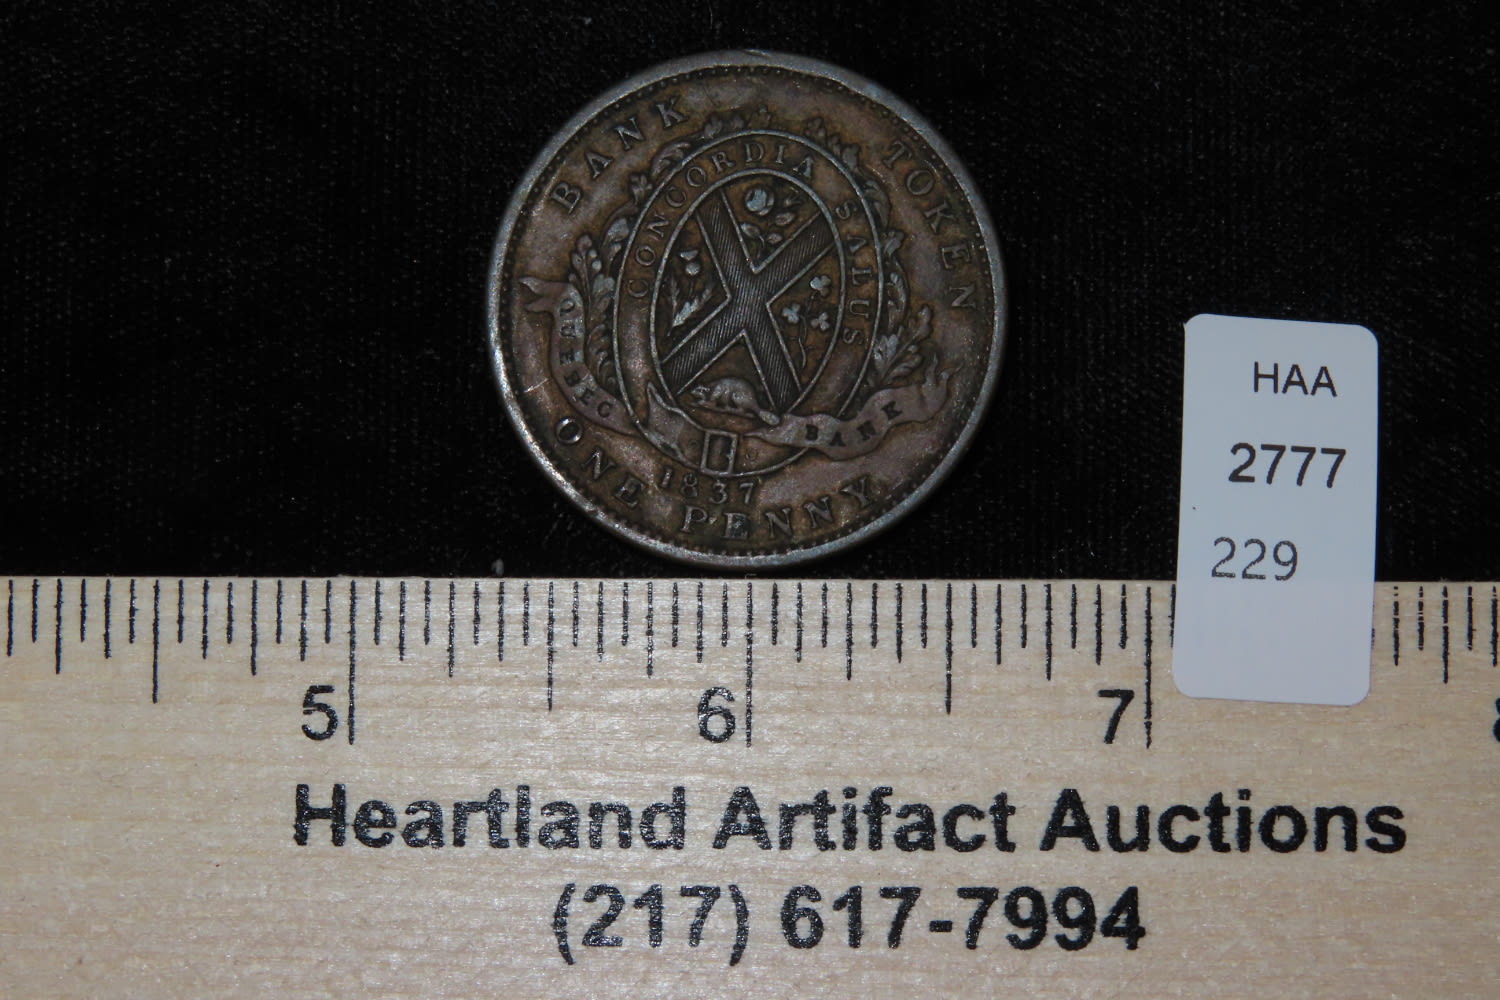 BANK TOKEN
CONCORDIA SALUS
QUEBEC BANK
1837
ONE PENNY
HAA
2777
229
5 6 7 8
Heartland Artifact Auctions
(217) 617-7994